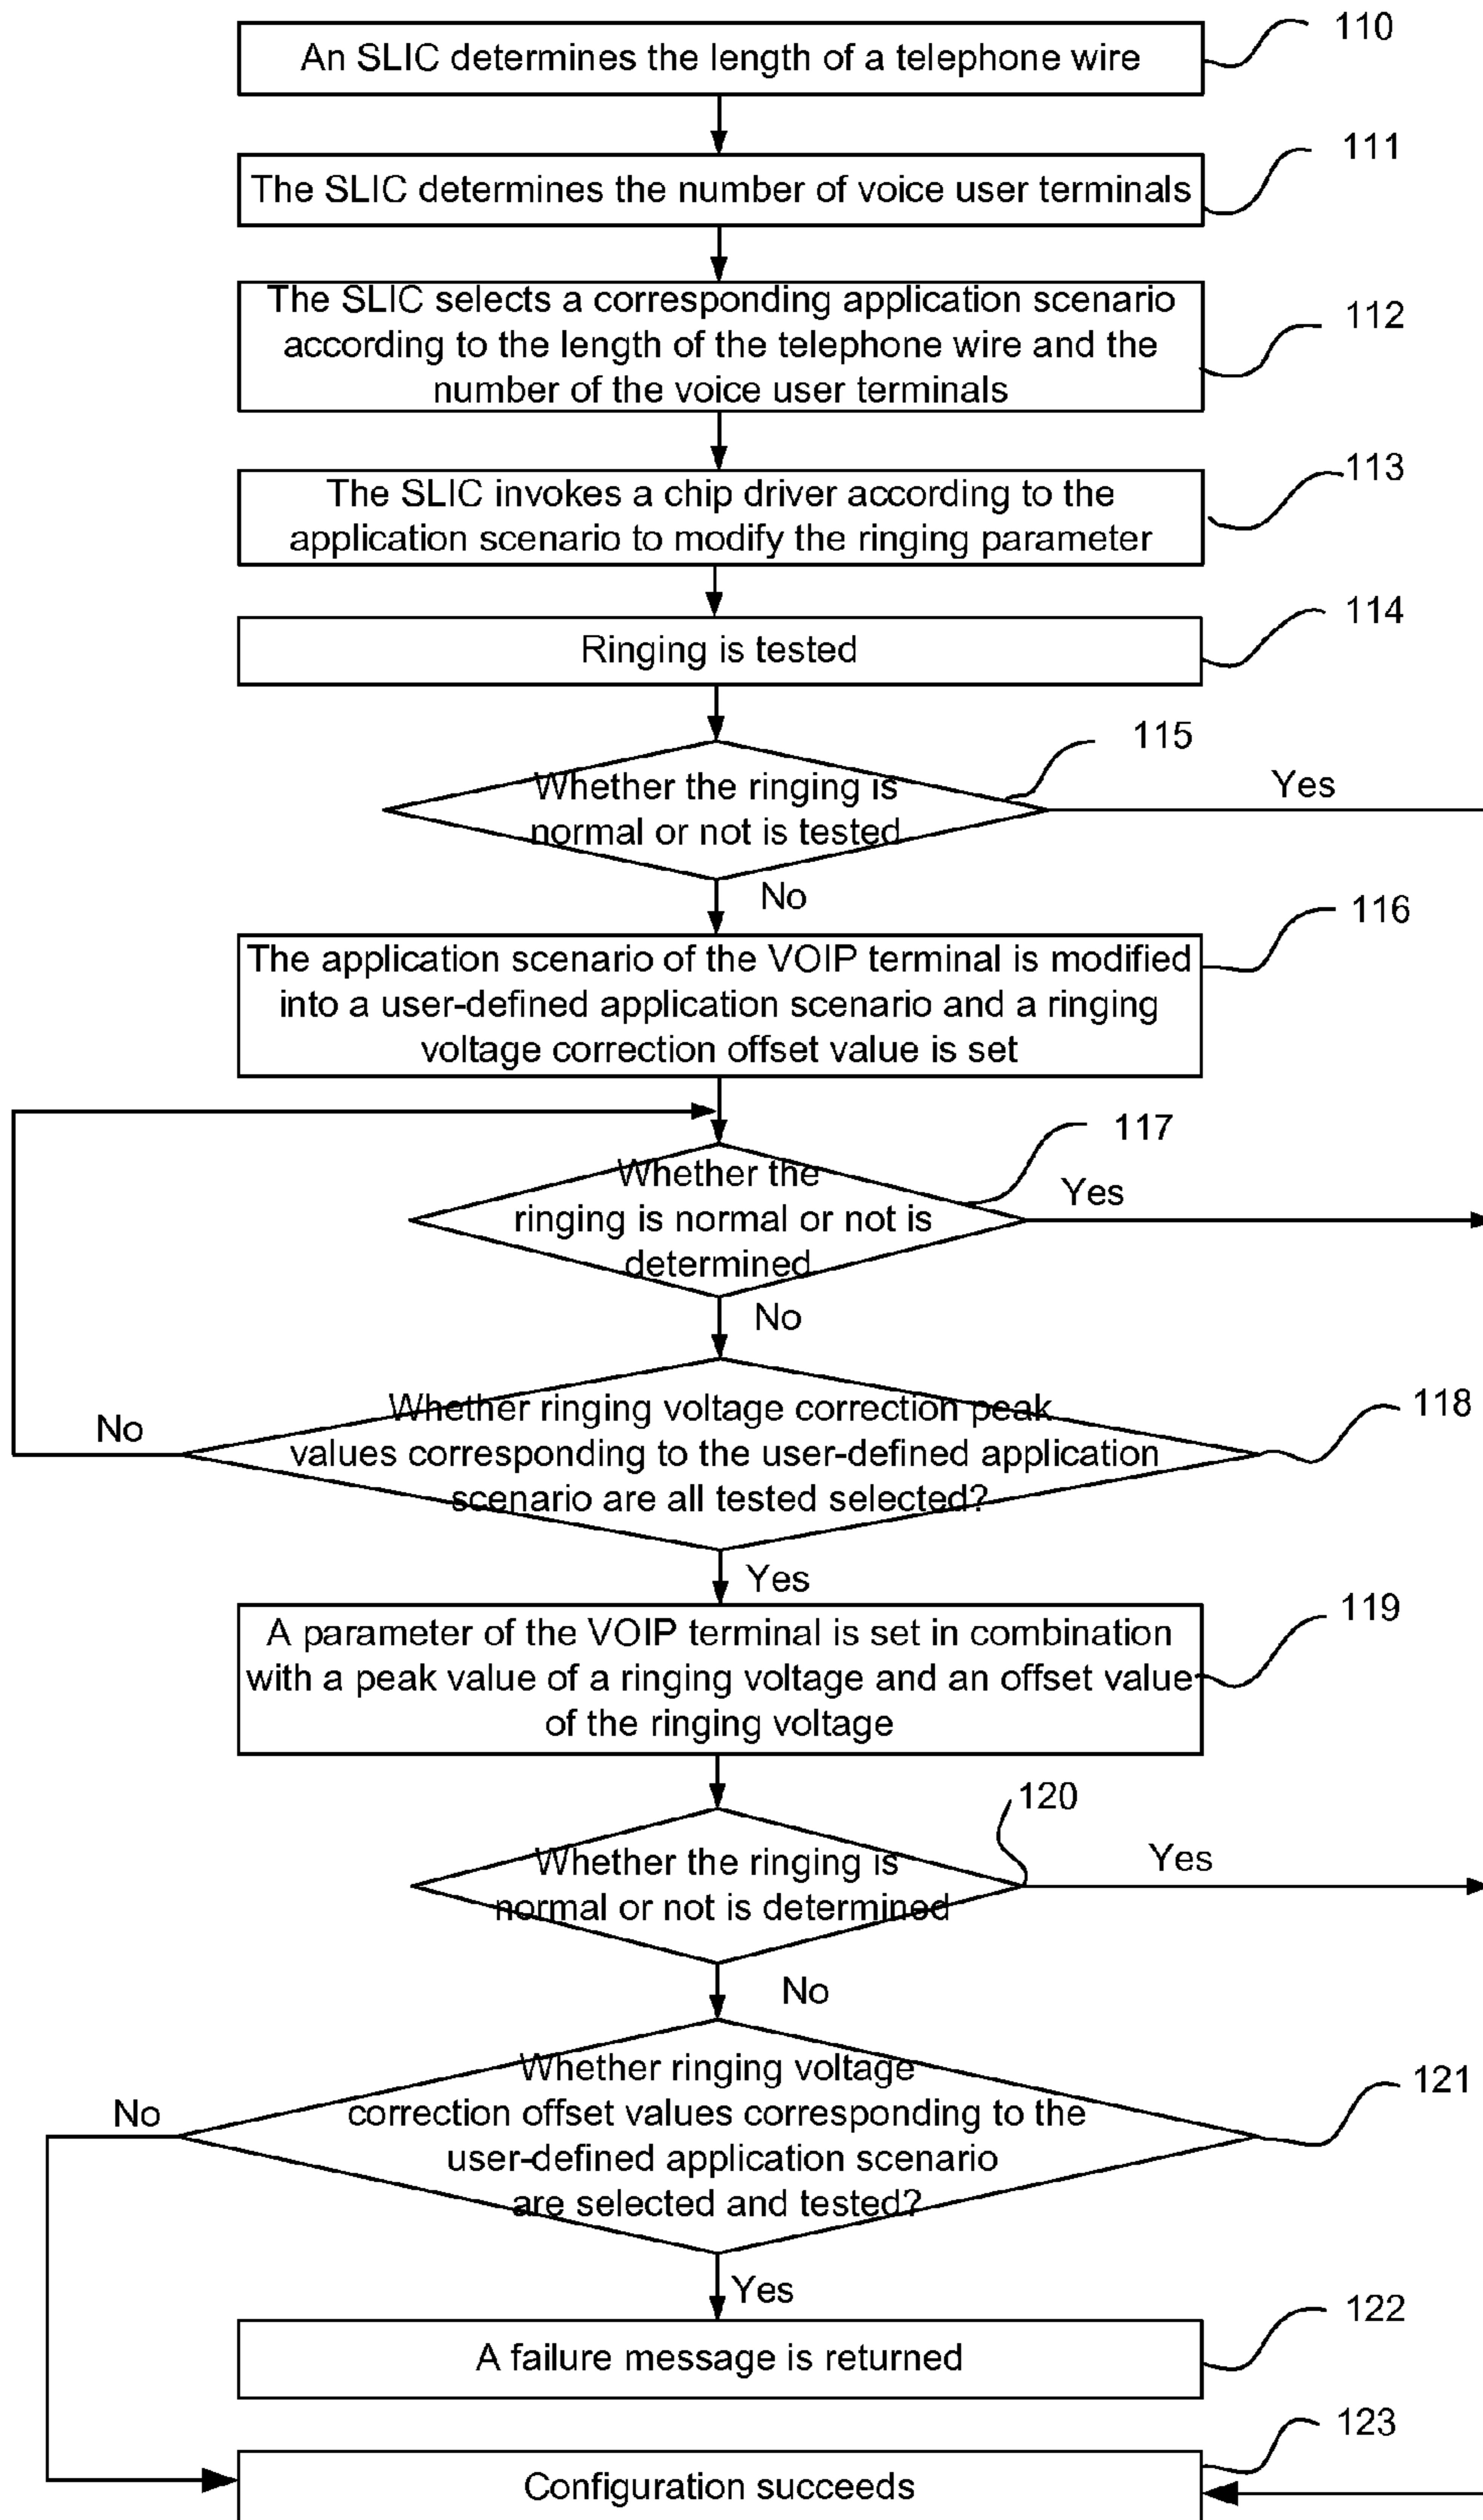 110
An SLIC determines the length of a telephone wire
111
The SLIC determines the number of voice user terminals
112
The SLIC selects a corresponding application scenario
according to the length of the telephone wire and the
number of the voice user terminals
113
The SLIC invokes a chip driver according to the
application scenario to modify the ringing parameter
114
Ringing is tested
115
Whether the ringing is
normal or not is tested
Yes
No
116
The application scenario of the VOIP terminal is modified
into a user-defined application scenario and a ringing
voltage correction offset value is set
117
Whether the
ringing is normal or not is
determined
Yes
No
118
Whether ringing voltage correction peak
values corresponding to the user-defined application
scenario are all tested selected?
No
Yes
119
A parameter of the VOIP terminal is set in combination
with a peak value of a ringing voltage and an offset value
of the ringing voltage
120
Whether the ringing is
normal or not is determined
Yes
No
121
Whether ringing voltage
correction offset values corresponding to the
user-defined application scenario
are selected and tested?
No
Yes
122
A failure message is returned
123
Configuration succeeds